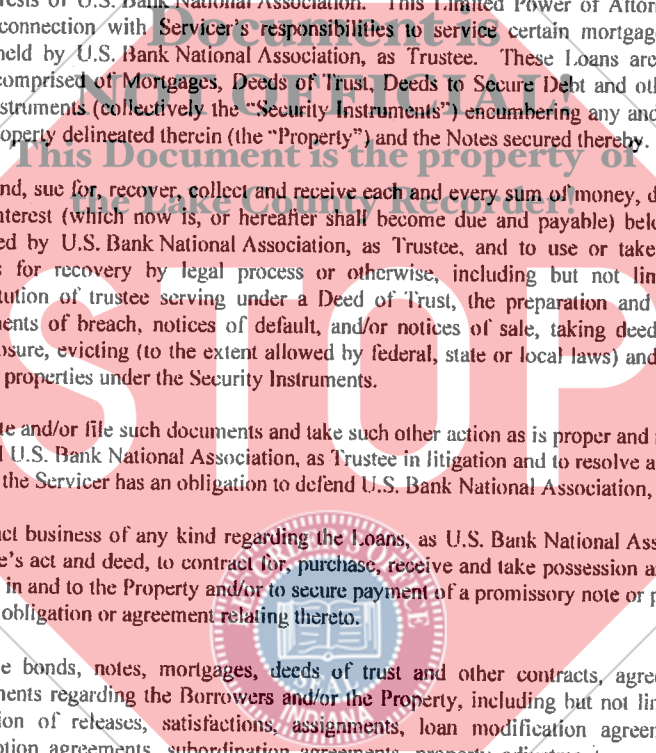 rests of U.S. Bank National Association. This Limited Power of Attor
connection with Servicer's responsibilities to service certain mortgag
held by U.S. Bank National Association, as Trustee. These Loans are
comprised of Mortgages, Deeds of Trust, Deeds to Secure Debt and oth
struments (collectively the "Security Instruments") encumbering any and
operty delineated therein (the "Property") and the Notes secured thereby.
Document is
NOT OFFICIAL!
This Document is the property of
the Lake County Recorder!
nd, sue for, recover, collect and receive each and every sum of money, d
nterest (which now is, or hereafter shall become due and payable) belo
ed by U.S. Bank National Association, as Trustee, and to use or take
s for recovery by legal process or otherwise, including but not lim
tution of trustee serving under a Deed of Trust, the preparation and
ents of breach, notices of default, and/or notices of sale, taking deed
osure, evicting (to the extent allowed by federal, state or local laws) and
properties under the Security Instruments.
STOP
te and/or file such documents and take such other action as is proper and
U.S. Bank National Association, as Trustee in litigation and to resolve a
the Servicer has an obligation to defend U.S. Bank National Association,
ct business of any kind regarding the Loans, as U.S. Bank National Ass
e's act and deed, to contract for, purchase, receive and take possession a
in and to the Property and/or to secure payment of a promissory note or p
obligation or agreement relating thereto.
RECORDER'S OFFICE
e bonds, notes, mortgages, deeds of trust and other contracts, agree
ments regarding the Borrowers and/or the Property, including but not lim
ion of releases, satisfactions, assignments, loan modification agreem
ption agreements, subordination agreements, property